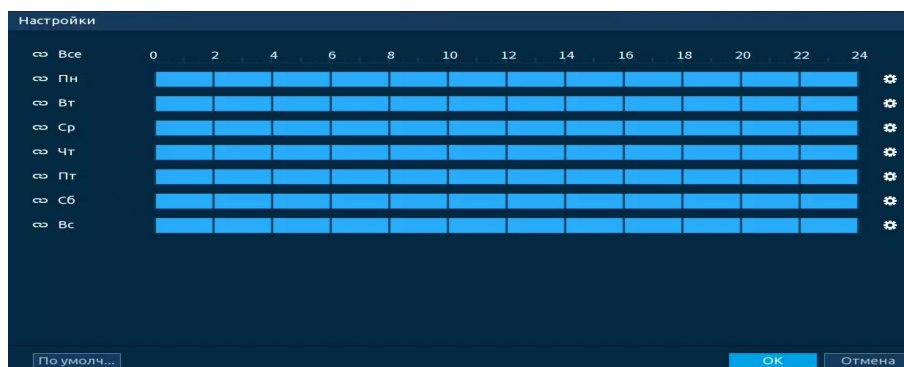 Настройки
Все 0 2 4 6 8 10 12 14 16 18 20 22 24
Пн
Вт
Ср
Чт
Пт
Сб
Вс
По умолч... OK Отмена